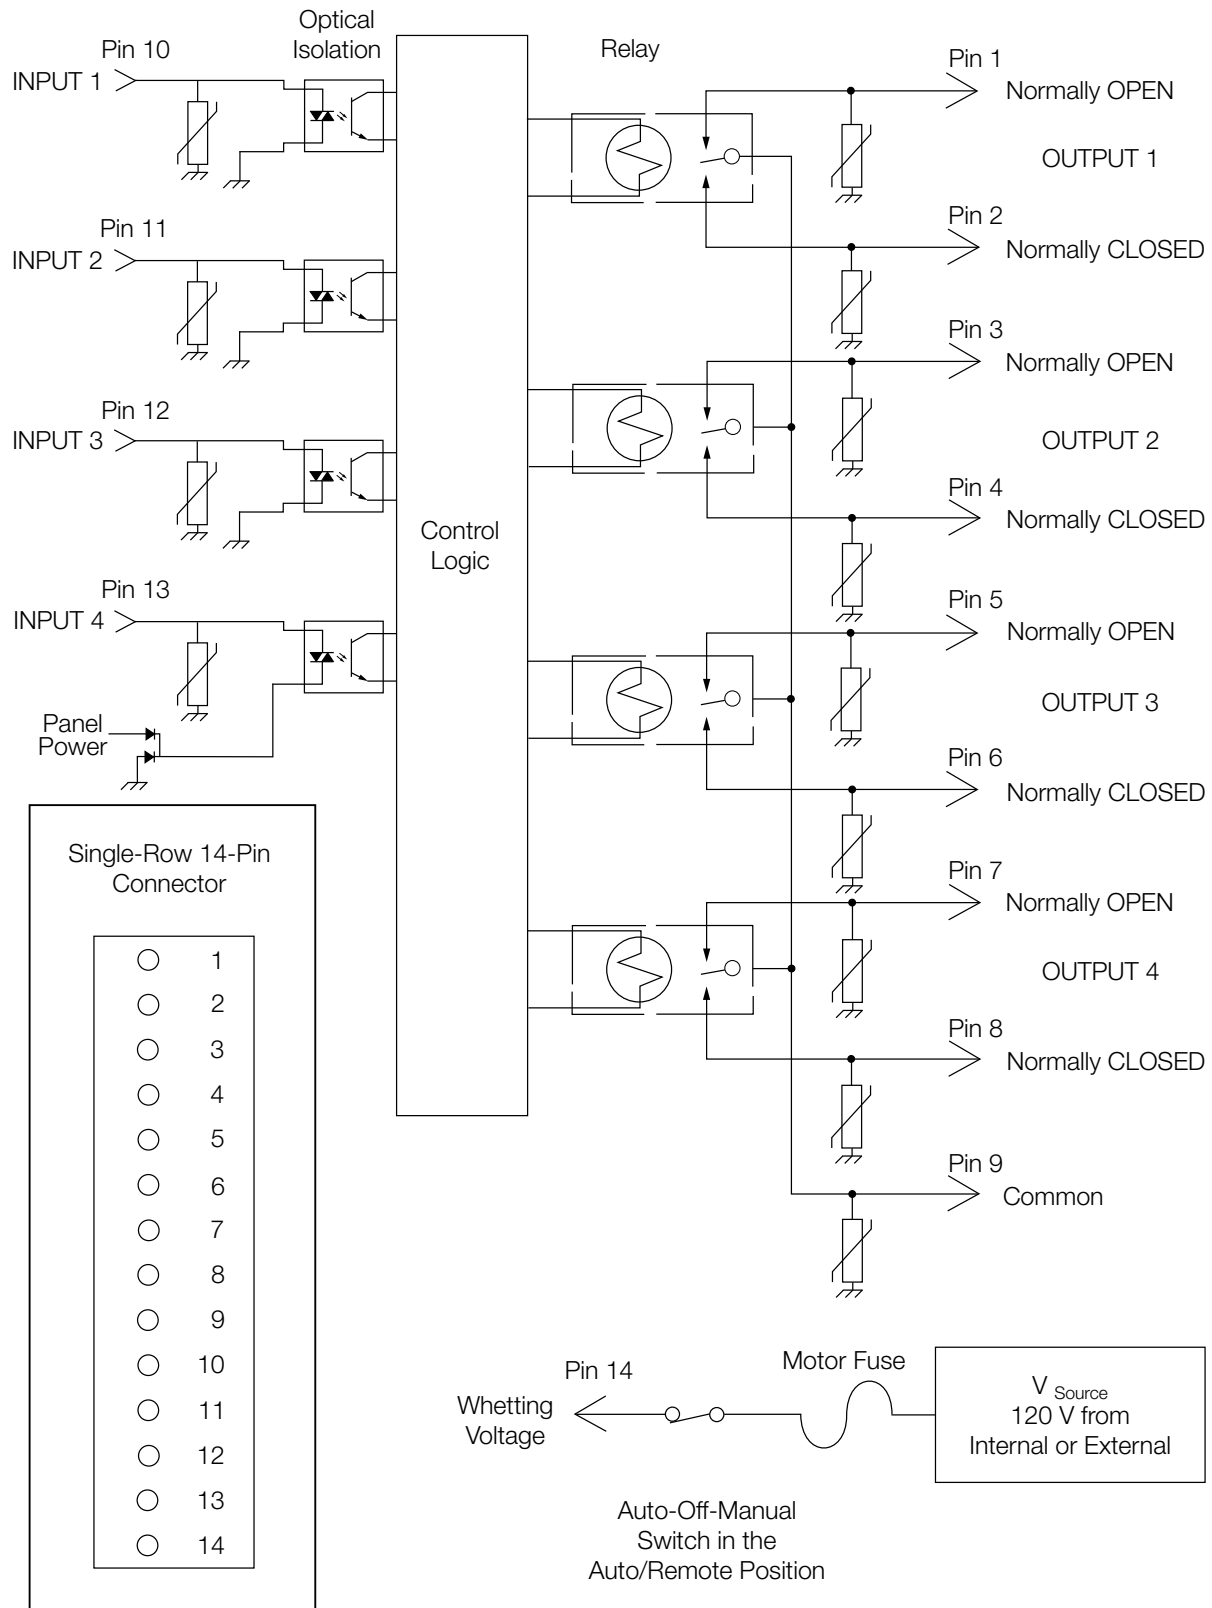 Optical
Isolation
Relay
Pin 10
INPUT 1
Pin 11
INPUT 2
Pin 12
INPUT 3
Pin 13
INPUT 4
Panel
Power
Control
Logic
Pin 1
Normally OPEN
OUTPUT 1
Pin 2
Normally CLOSED
Pin 3
Normally OPEN
OUTPUT 2
Pin 4
Normally CLOSED
Pin 5
Normally OPEN
OUTPUT 3
Pin 6
Normally CLOSED
Pin 7
Normally OPEN
OUTPUT 4
Pin 8
Normally CLOSED
Pin 9
Common
Single-Row 14-Pin
Connector
1
2
3
4
5
6
7
8
9
10
11
12
13
14
Pin 14
Whetting
Voltage
Motor Fuse
V Source
120 V from
Internal or External
Auto-Off-Manual
Switch in the
Auto/Remote Position